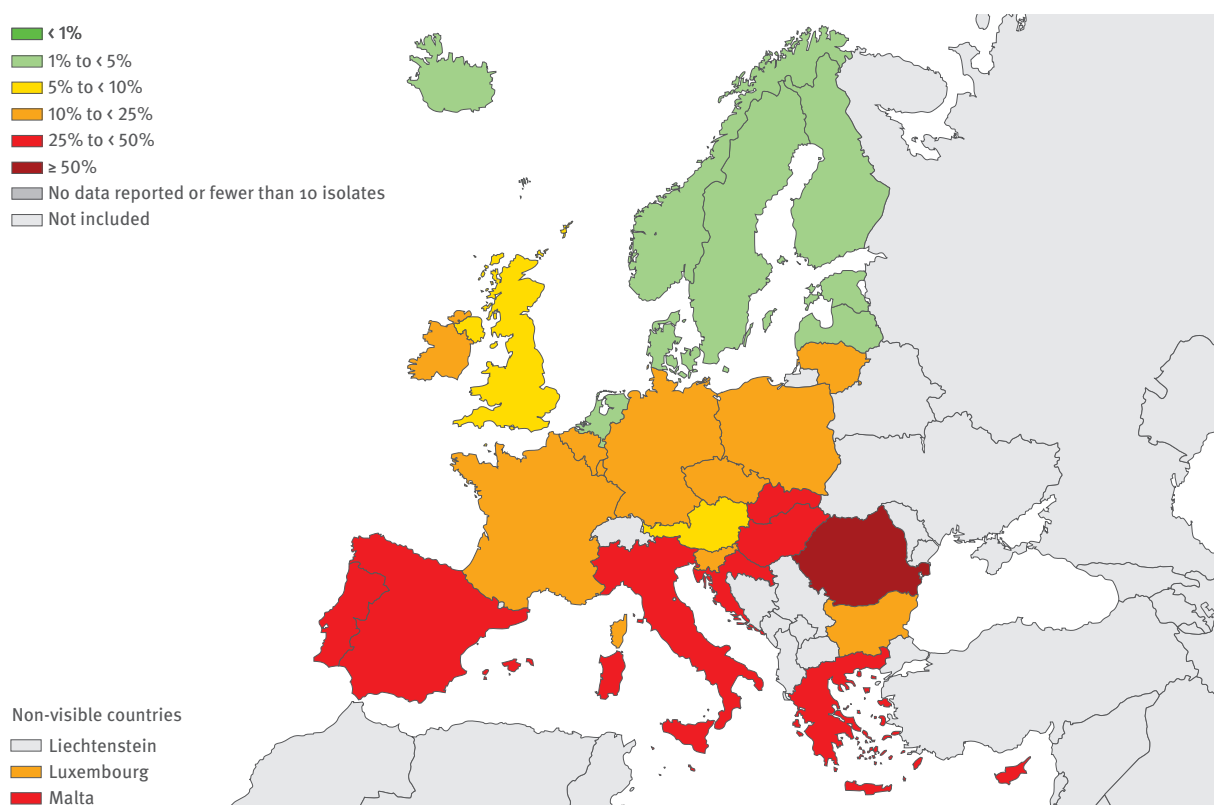 < 1%
1% to < 5%
5% to < 10%
10% to < 25%
25% to < 50%
≥ 50%
No data reported or fewer than 10 isolates
Not included
Non-visible countries
Liechtenstein
Luxembourg
Malta